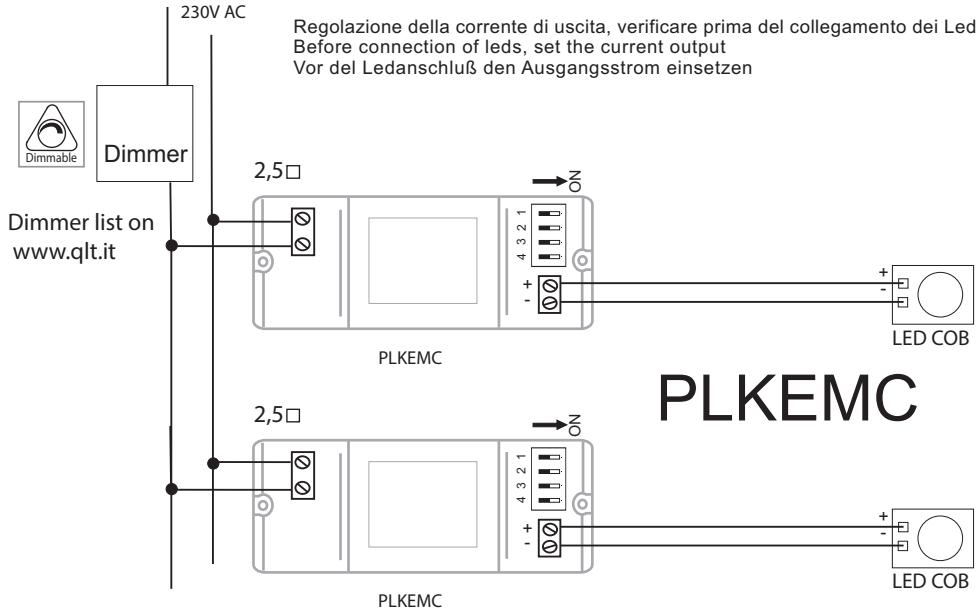 230V AC
Regolazione della corrente di uscita, verificare prima del collegamento dei Led
Before connection of leds, set the current output
Vor del Ledanschluß den Ausgangsstrom einsetzen
Dimmable
Dimmer
Dimmer list on
www.qlt.it
2,5□
ON
1
2
3
4
+
-
+
-
LED COB
PLKEMC
PLKEMC
2,5□
ON
1
2
3
4
+
-
+
-
LED COB
PLKEMC